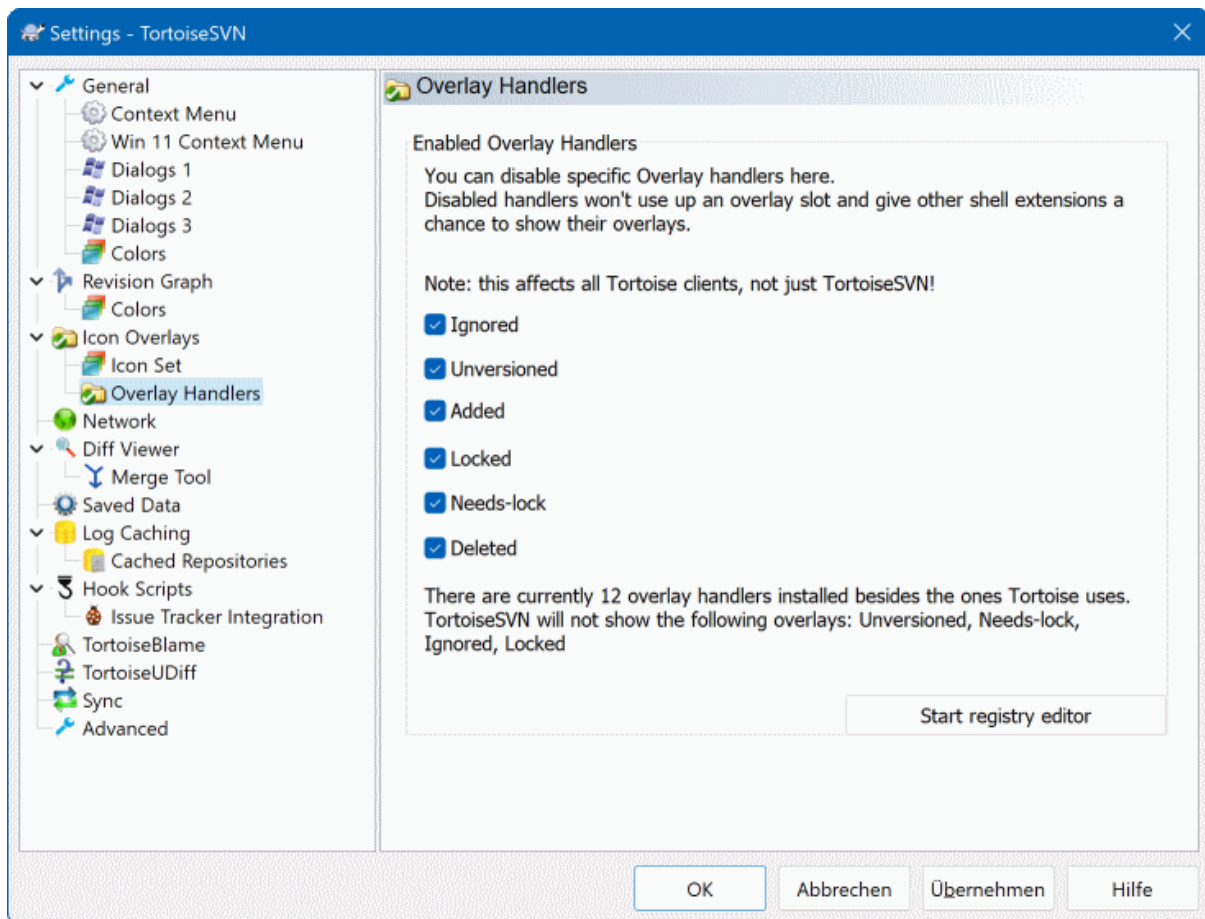 Settings - TortoiseSVN
General
Context Menu
Win 11 Context Menu
Dialogs 1
Dialogs 2
Dialogs 3
Colors
Revision Graph
Colors
Icon Overlays
Icon Set
Overlay Handlers
Network
Diff Viewer
Merge Tool
Saved Data
Log Caching
Cached Repositories
Hook Scripts
Issue Tracker Integration
TortoiseBlame
TortoiseUDiff
Sync
Advanced
Overlay Handlers
Enabled Overlay Handlers
You can disable specific Overlay handlers here.
Disabled handlers won't use up an overlay slot and give other shell extensions a
chance to show their overlays.
Note: this affects all Tortoise clients, not just TortoiseSVN!
Ignored
Unversioned
Added
Locked
Needs-lock
Deleted
There are currently 12 overlay handlers installed besides the ones Tortoise uses.
TortoiseSVN will not show the following overlays: Unversioned, Needs-lock,
Ignored, Locked
Start registry editor
OK
Abbrechen
Übernehmen
Hilfe